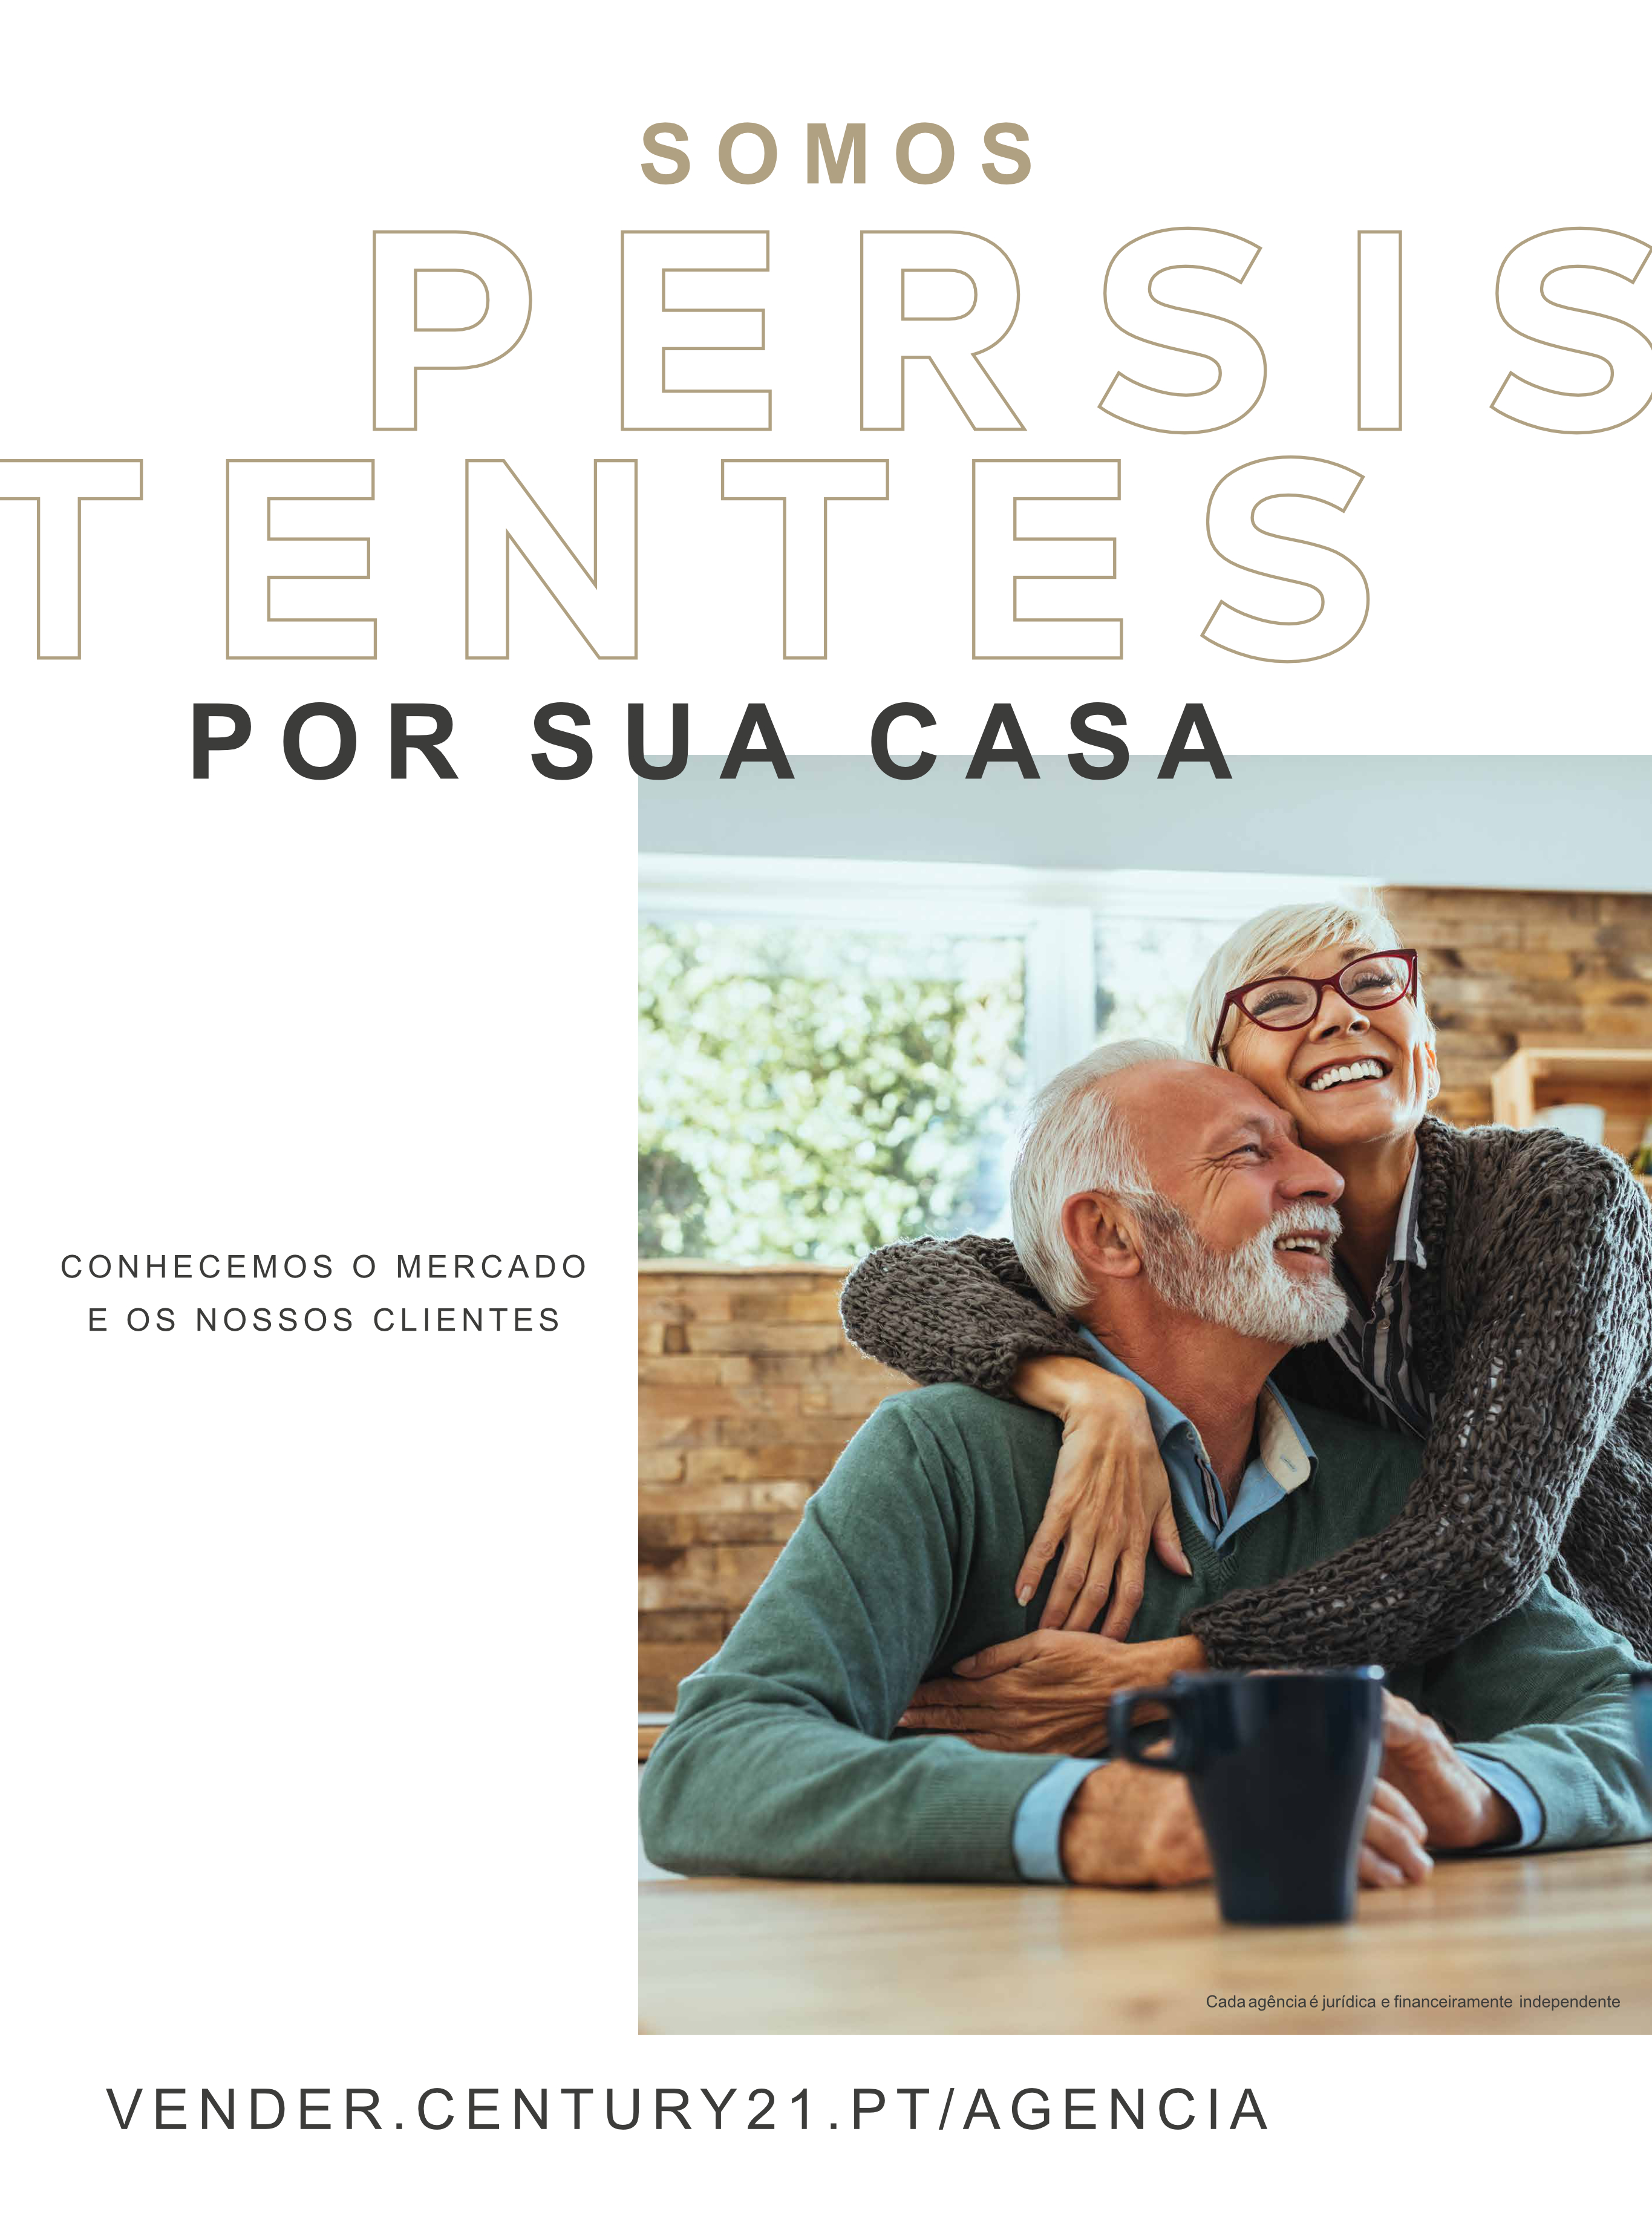 SOMOS
PERSIS
TENTES
POR SUA CASA
CONHECEMOS O MERCADO
E OS NOSSOS CLIENTES
Cada agência é jurídica e financeiramente independente
VENDER.CENTURY21.PT/AGENCIA